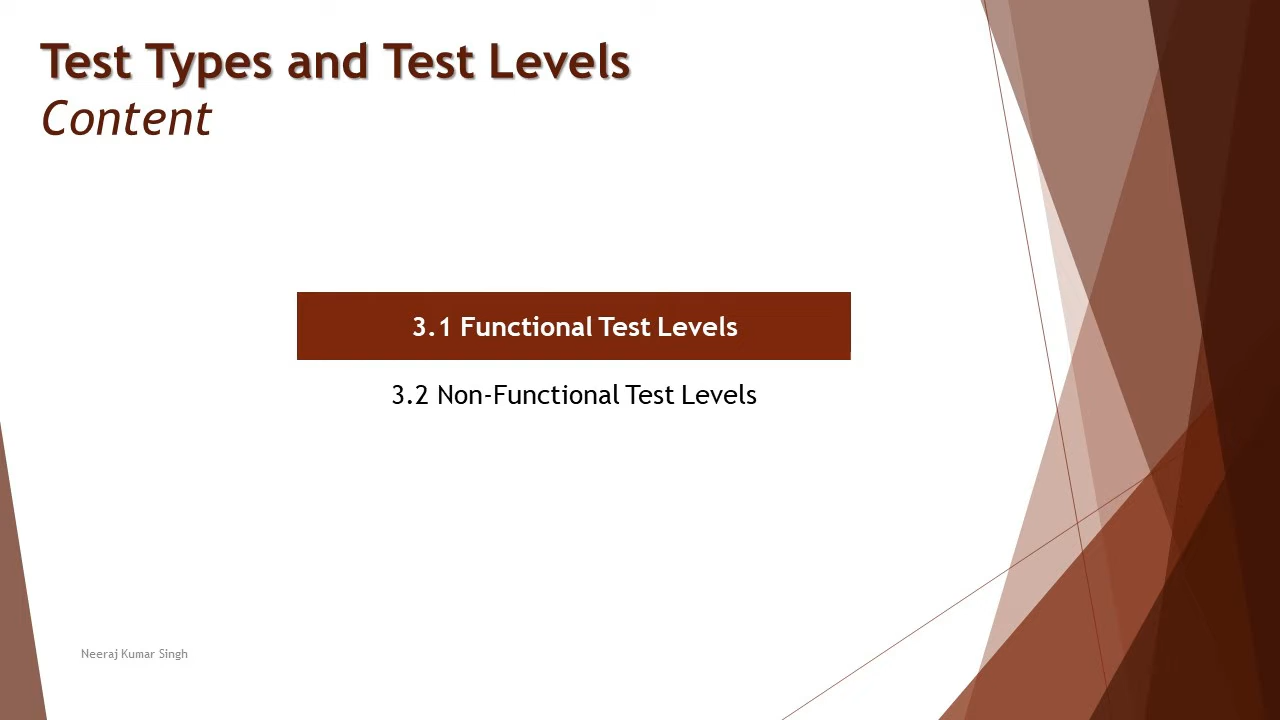 Test Types and Test Levels
Content
3.1 Functional Test Levels
3.2 Non-Functional Test Levels
Neeraj Kumar Singh